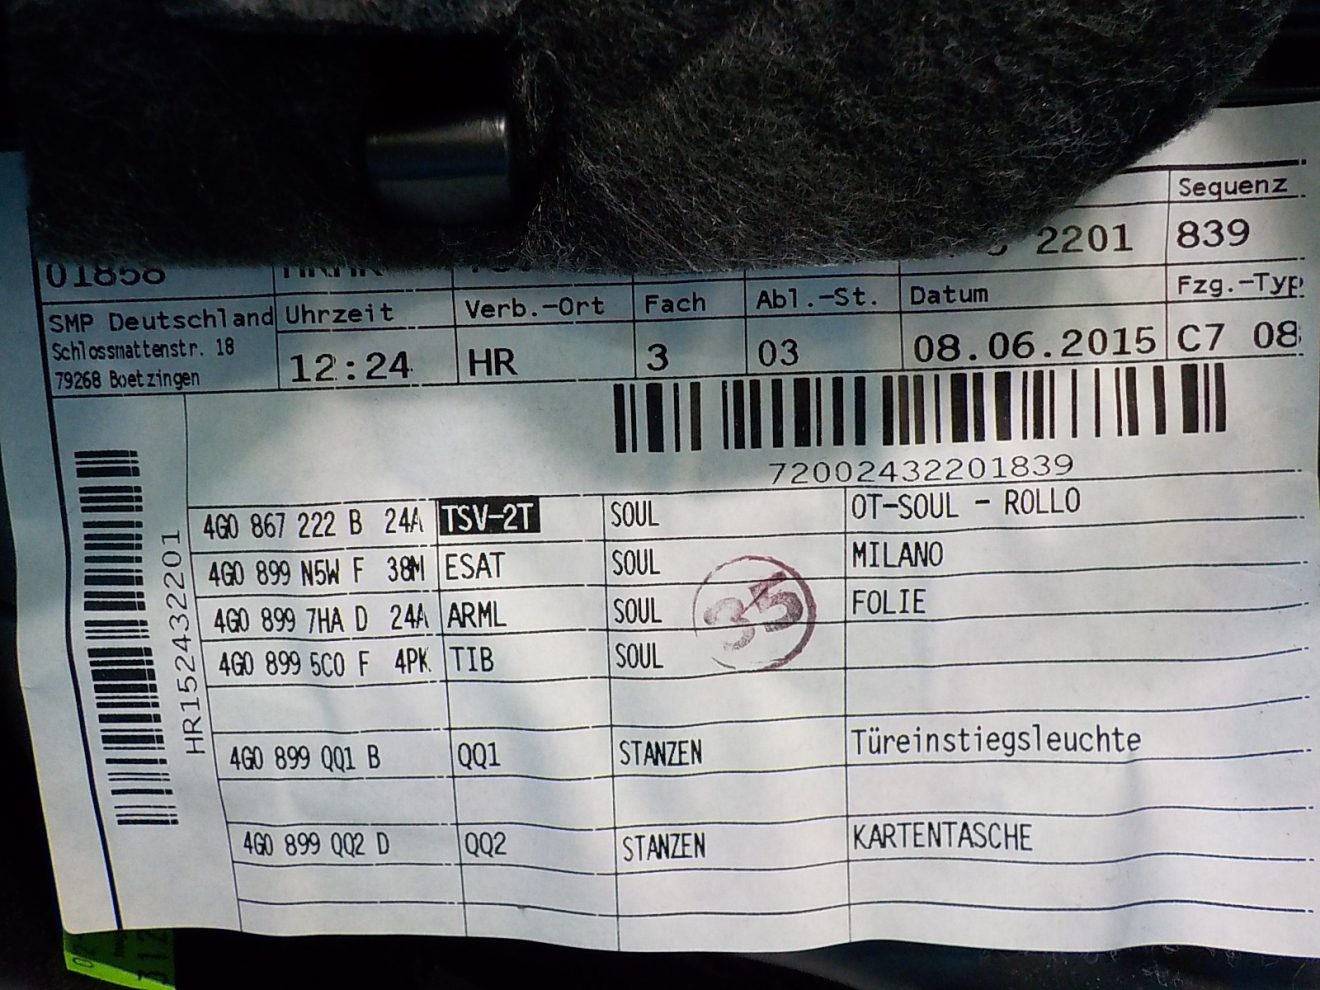 Sequenz
01858 2201 839
SMP Deutschland
Schlossmattenstr. 18
79268 Boetzingen
Uhrzeit Verb.-Ort Fach Abl.-St. Datum Fzg.-Typ
12:24 HR 3 03 08.06.2015 C7 08
72002432201839
HR152432201
4G0 867 222 B 24A TSV-2T SOUL OT-SOUL - ROLLO
4G0 899 N5W F 38M ESAT SOUL MILANO
4G0 899 7HA D 24A ARML SOUL FOLIE
4G0 899 5C0 F 4PK TIB SOUL
35
4G0 899 QQ1 B QQ1 STANZEN Türeinstiegsleuchte
4G0 899 QQ2 D QQ2 STANZEN KARTENTASCHE